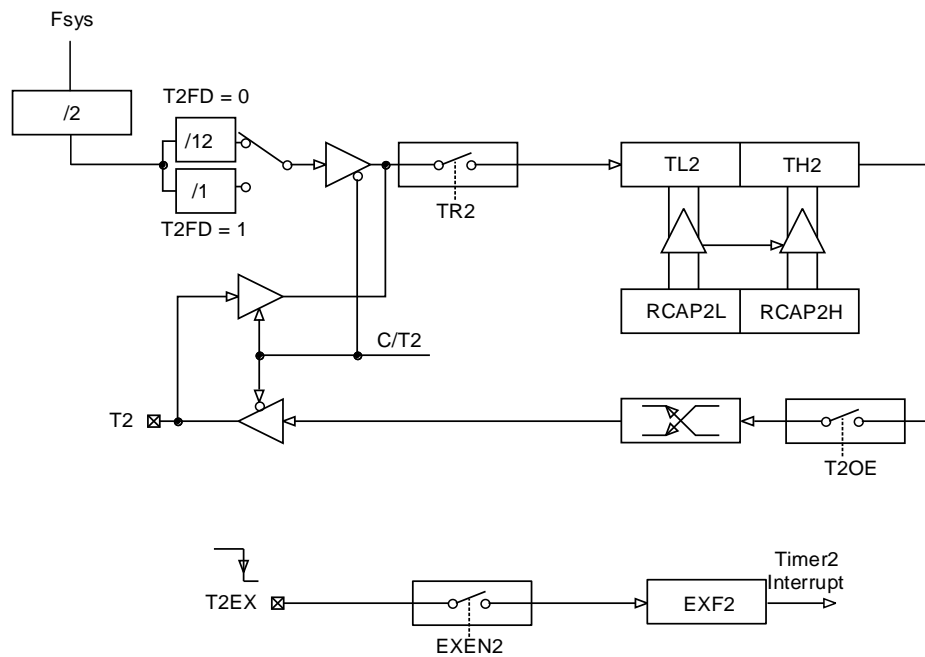 Fsys
/2
T2FD = 0
/12
/1
T2FD = 1
TR2
TL2
TH2
RCAP2L
RCAP2H
C/T2
T2
T2OE
T2EX
EXEN2
EXF2
Timer2
Interrupt